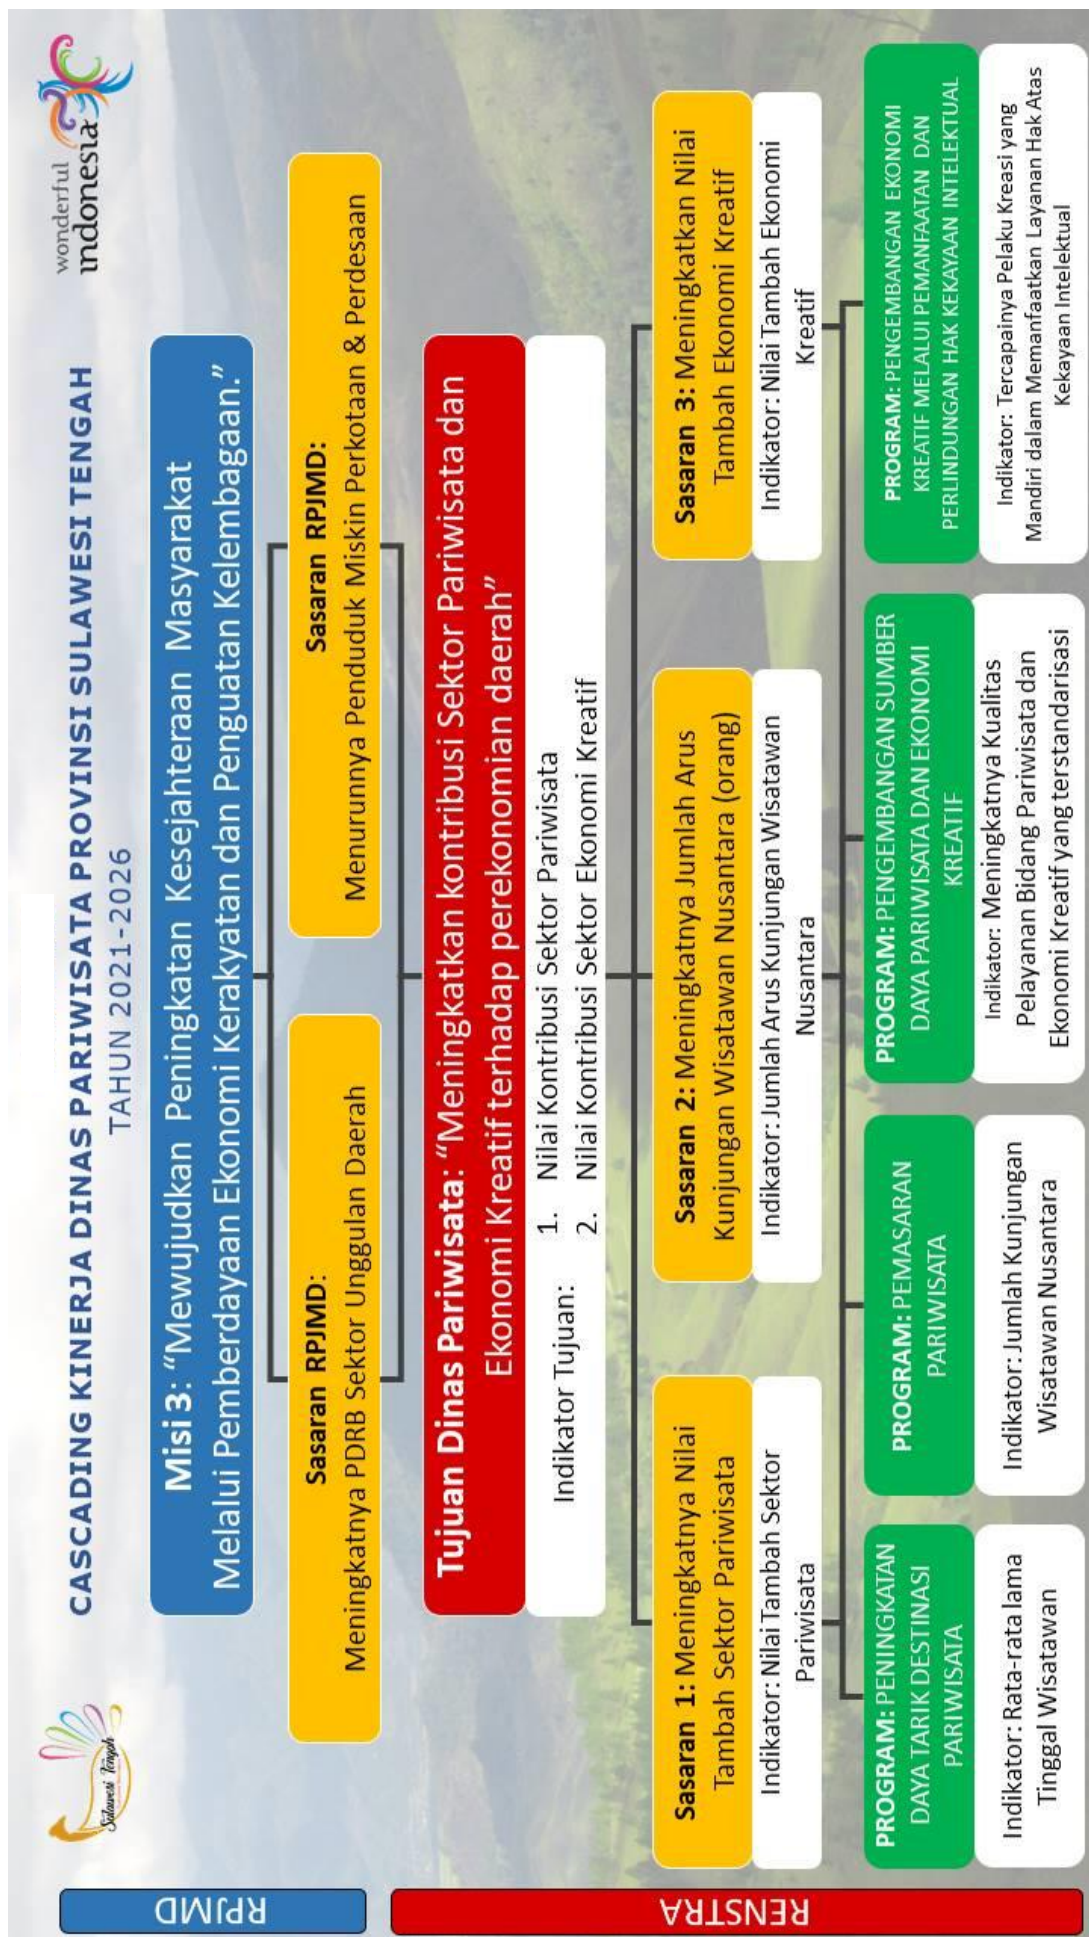 CASCADING KINERJA DINAS PARIWISATA PROVINSI SULAWESI TENGAH
TAHUN 2021-2026
Sulawesi Tengah
wonderful
indonesia
RPJMD
Misi 3: “Mewujudkan Peningkatan Kesejahteraan Masyarakat
Melalui Pemberdayaan Ekonomi Kerakyatan dan Penguatan Kelembagaan.”
Sasaran RPJMD:
Meningkatnya PDRB Sektor Unggulan Daerah
Sasaran RPJMD:
Menurunnya Penduduk Miskin Perkotaan & Perdesaan
RENSTRA
Tujuan Dinas Pariwisata: “Meningkatkan kontribusi Sektor Pariwisata dan
Ekonomi Kreatif terhadap perekonomian daerah”
Indikator Tujuan:
1. Nilai Kontribusi Sektor Pariwisata
2. Nilai Kontribusi Sektor Ekonomi Kreatif
Sasaran 1: Meningkatnya Nilai
Tambah Sektor Pariwisata
Indikator: Nilai Tambah Sektor
Pariwisata
Sasaran 2: Meningkatnya Jumlah Arus
Kunjungan Wisatawan Nusantara (orang)
Indikator: Jumlah Arus Kunjungan Wisatawan
Nusantara
Sasaran 3: Meningkatkan Nilai
Tambah Ekonomi Kreatif
Indikator: Nilai Tambah Ekonomi
Kreatif
PROGRAM: PENINGKATAN
DAYA TARIK DESTINASI
PARIWISATA
Indikator: Rata-rata lama
Tinggal Wisatawan
PROGRAM: PEMASARAN
PARIWISATA
Indikator: Jumlah Kunjungan
Wisatawan Nusantara
PROGRAM: PENGEMBANGAN SUMBER
DAYA PARIWISATA DAN EKONOMI
KREATIF
Indikator: Meningkatnya Kualitas
Pelayanan Bidang Pariwisata dan
Ekonomi Kreatif yang terstandarisasi
PROGRAM: PENGEMBANGAN EKONOMI
KREATIF MELALUI PEMANFAATAN DAN
PERLINDUNGAN HAK KEKAYAAN INTELEKTUAL
Indikator: Tercapainya Pelaku Kreasi yang
Mandiri dalam Memanfaatkan Layanan Hak Atas
Kekayaan Intelektual